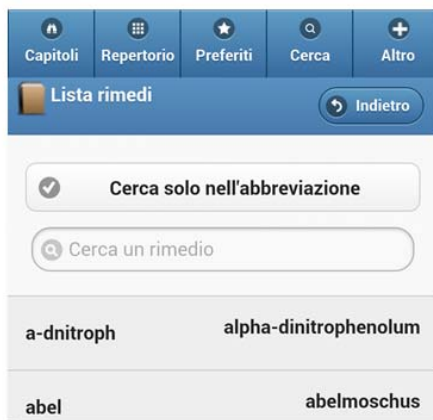 Capitoli Repertorio Preferiti Cerca Altro
Lista rimedi Indietro
Cerca solo nell'abbreviazione
Cerca un rimedio
a-dnitroph alpha-dinitrophenolum
abel abelmoschus